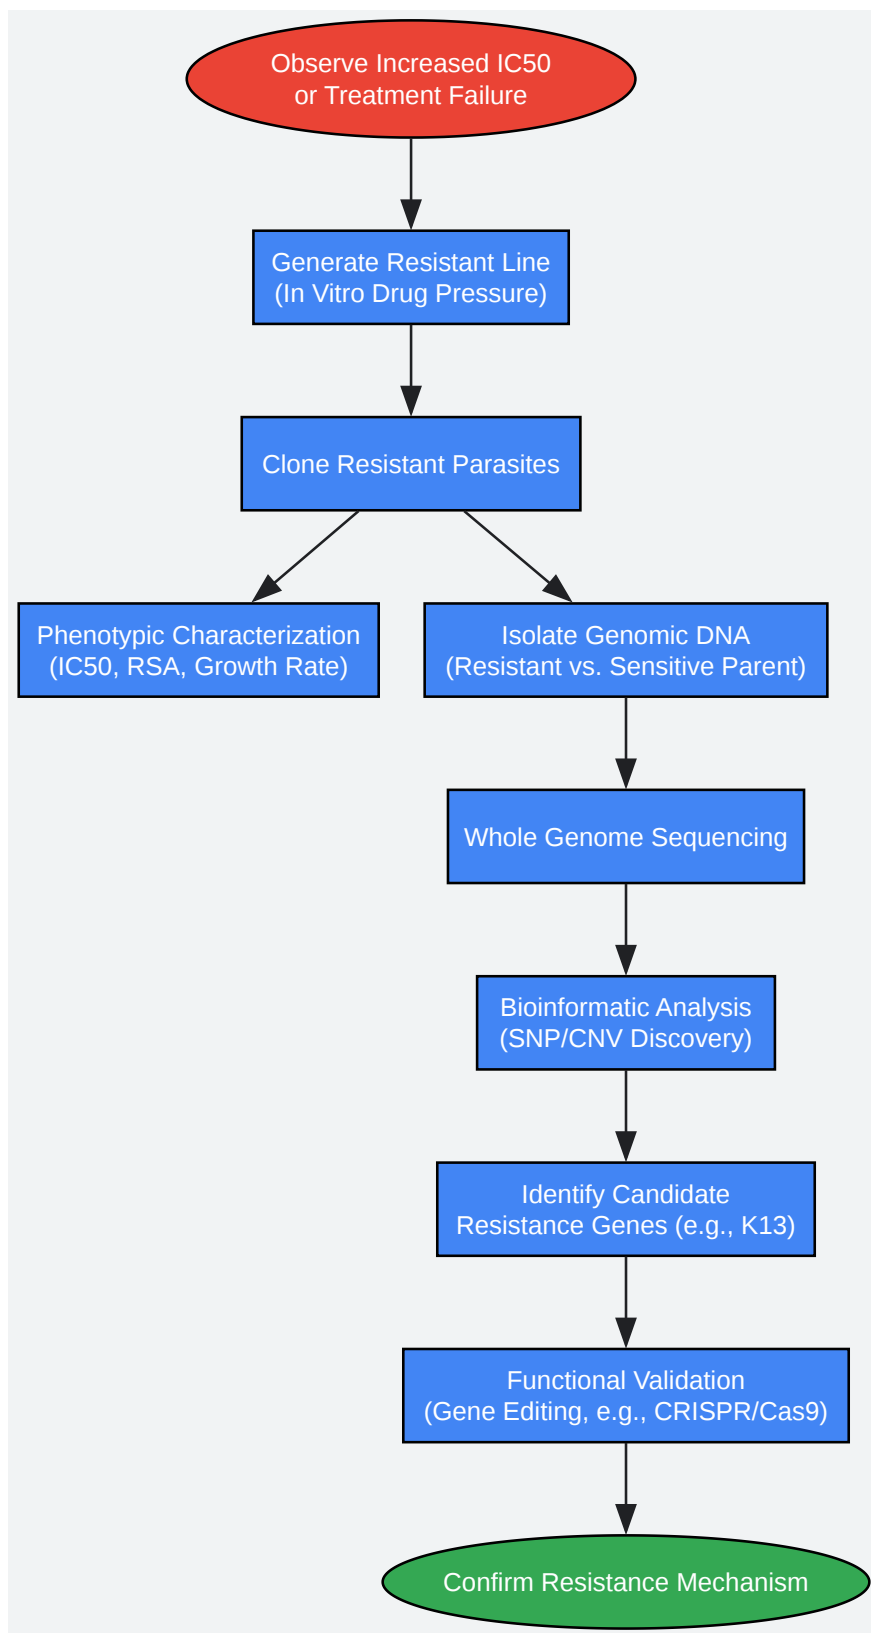 Observe Increased IC50
or Treatment Failure
Generate Resistant Line
(In Vitro Drug Pressure)
Clone Resistant Parasites
Phenotypic Characterization
(IC50, RSA, Growth Rate)
Isolate Genomic DNA
(Resistant vs. Sensitive Parent)
Whole Genome Sequencing
Bioinformatic Analysis
(SNP/CNV Discovery)
Identify Candidate
Resistance Genes (e.g., K13)
Functional Validation
(Gene Editing, e.g., CRISPR/Cas9)
Confirm Resistance Mechanism